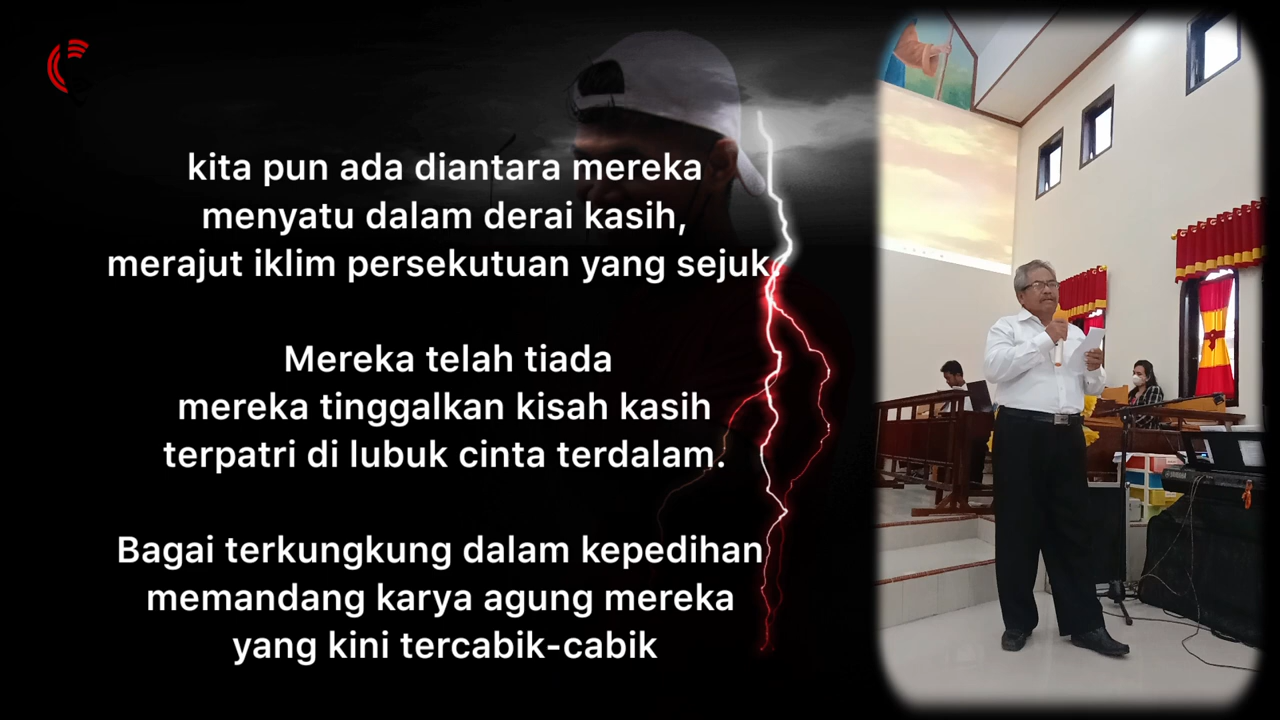 kita pun ada diantara mereka
menyatu dalam derai kasih,
merajut iklim persekutuan yang sejuk.
Mereka telah tiada
mereka tinggalkan kisah kasih
terpatri di lubuk cinta terdalam.
Bagai terkungkung dalam kepedihan
memandang karya agung mereka
yang kini tercabik-cabik